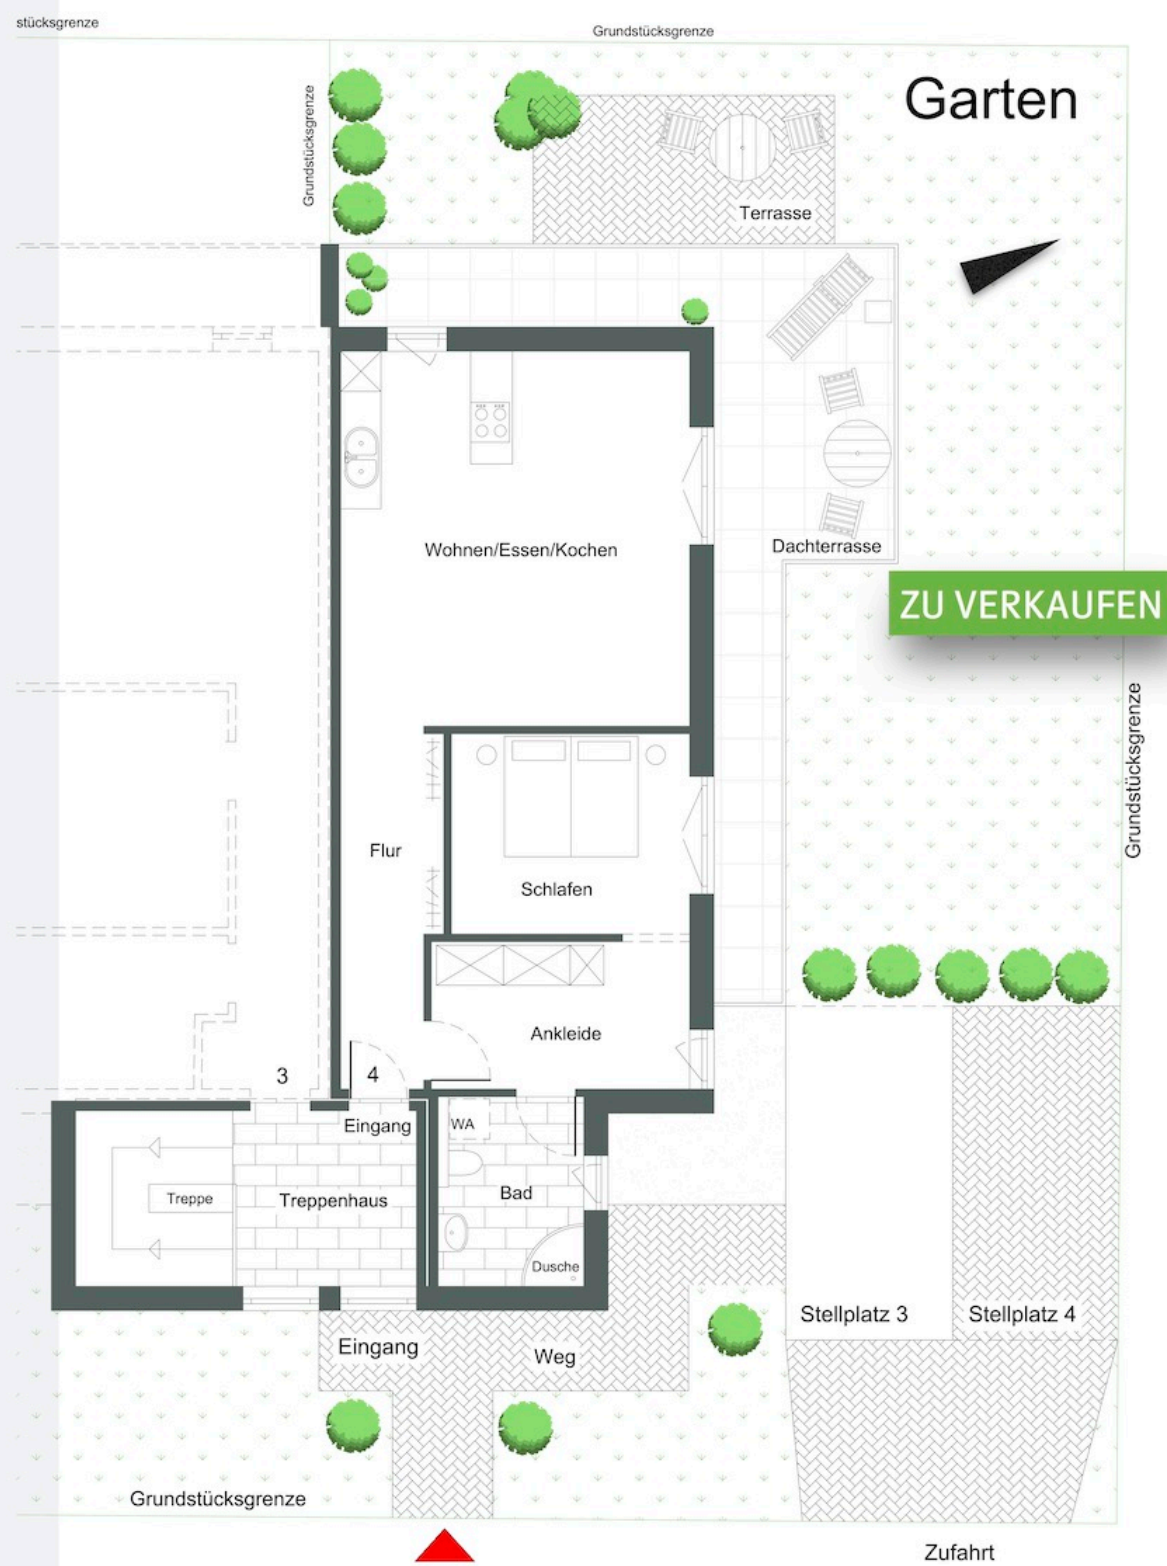 stücksgrenze
Grundstücksgrenze
Garten
Grundstücksgrenze
Terrasse
Wohnen/Essen/Kochen
Dachterrasse
ZU VERKAUFEN
Grundstücksgrenze
Flur
Schlafen
Ankleide
3
4
Eingang
WA
Treppe
Treppenhaus
Bad
Dusche
Stellplatz 3
Stellplatz 4
Eingang
Weg
Grundstücksgrenze
Zufahrt